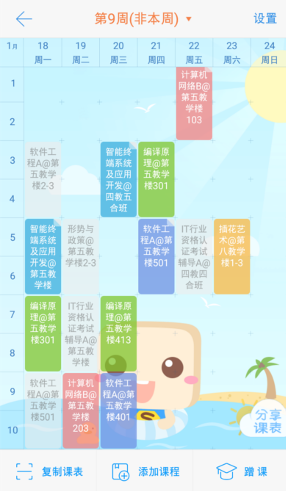 第9周(非本周)
设置
1月 18 19 20 21 22 23 24
周一 周二 周三 周四 周五 周六 周日
1
计算机
网络B@
第五教
学楼
103
2
3
软件工
程A@第
五教学
楼2-3
智能终
端系统
及应用
开发@
四教五
合班
编译原
理@第
五教学
楼301
4
5
智能终
端系统
及应用
开发@
第五教
学楼
形势与
政策@
第五教
学楼2-3
软件工
程A@第
五教学
楼501
IT行业
资格认
证考试
辅导A@
四教四
合班
插花艺
术@第
八教学
楼1-3
6
7
编译原
理@第
五教学
楼301
IT行业
资格认
证考试
辅导A@
第五教
学楼
编译原
理@第
五教学
楼413
8
9
软件工
程A@第
五教学
楼501
计算机
网络B@
第五教
学楼
203
软件工
程A@第
五教学
楼401
10
分享
课表
复制课表
添加课程
蹭 课